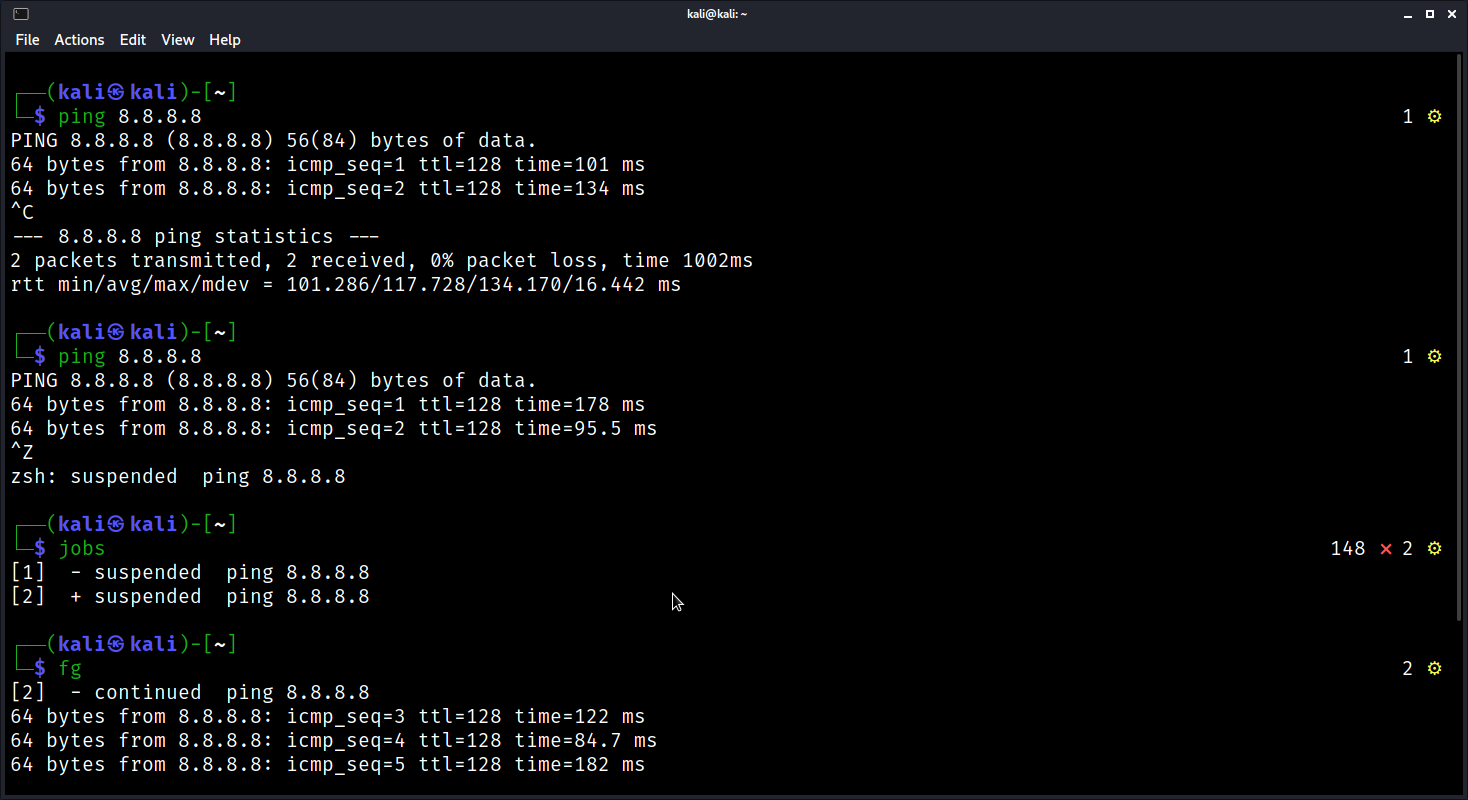 kali@kali: ~
File Actions Edit View Help
┌──(kali㉿kali)-[~]
└─$ ping 8.8.8.8 1 ⚙
PING 8.8.8.8 (8.8.8.8) 56(84) bytes of data.
64 bytes from 8.8.8.8: icmp_seq=1 ttl=128 time=101 ms
64 bytes from 8.8.8.8: icmp_seq=2 ttl=128 time=134 ms
^C
--- 8.8.8.8 ping statistics ---
2 packets transmitted, 2 received, 0% packet loss, time 1002ms
rtt min/avg/max/mdev = 101.286/117.728/134.170/16.442 ms
┌──(kali㉿kali)-[~]
└─$ ping 8.8.8.8 1 ⚙
PING 8.8.8.8 (8.8.8.8) 56(84) bytes of data.
64 bytes from 8.8.8.8: icmp_seq=1 ttl=128 time=178 ms
64 bytes from 8.8.8.8: icmp_seq=2 ttl=128 time=95.5 ms
^Z
zsh: suspended  ping 8.8.8.8
┌──(kali㉿kali)-[~]
└─$ jobs 148 ⨯ 2 ⚙
[1]  - suspended  ping 8.8.8.8
[2]  + suspended  ping 8.8.8.8
┌──(kali㉿kali)-[~]
└─$ fg 2 ⚙
[2]  - continued  ping 8.8.8.8
64 bytes from 8.8.8.8: icmp_seq=3 ttl=128 time=122 ms
64 bytes from 8.8.8.8: icmp_seq=4 ttl=128 time=84.7 ms
64 bytes from 8.8.8.8: icmp_seq=5 ttl=128 time=182 ms